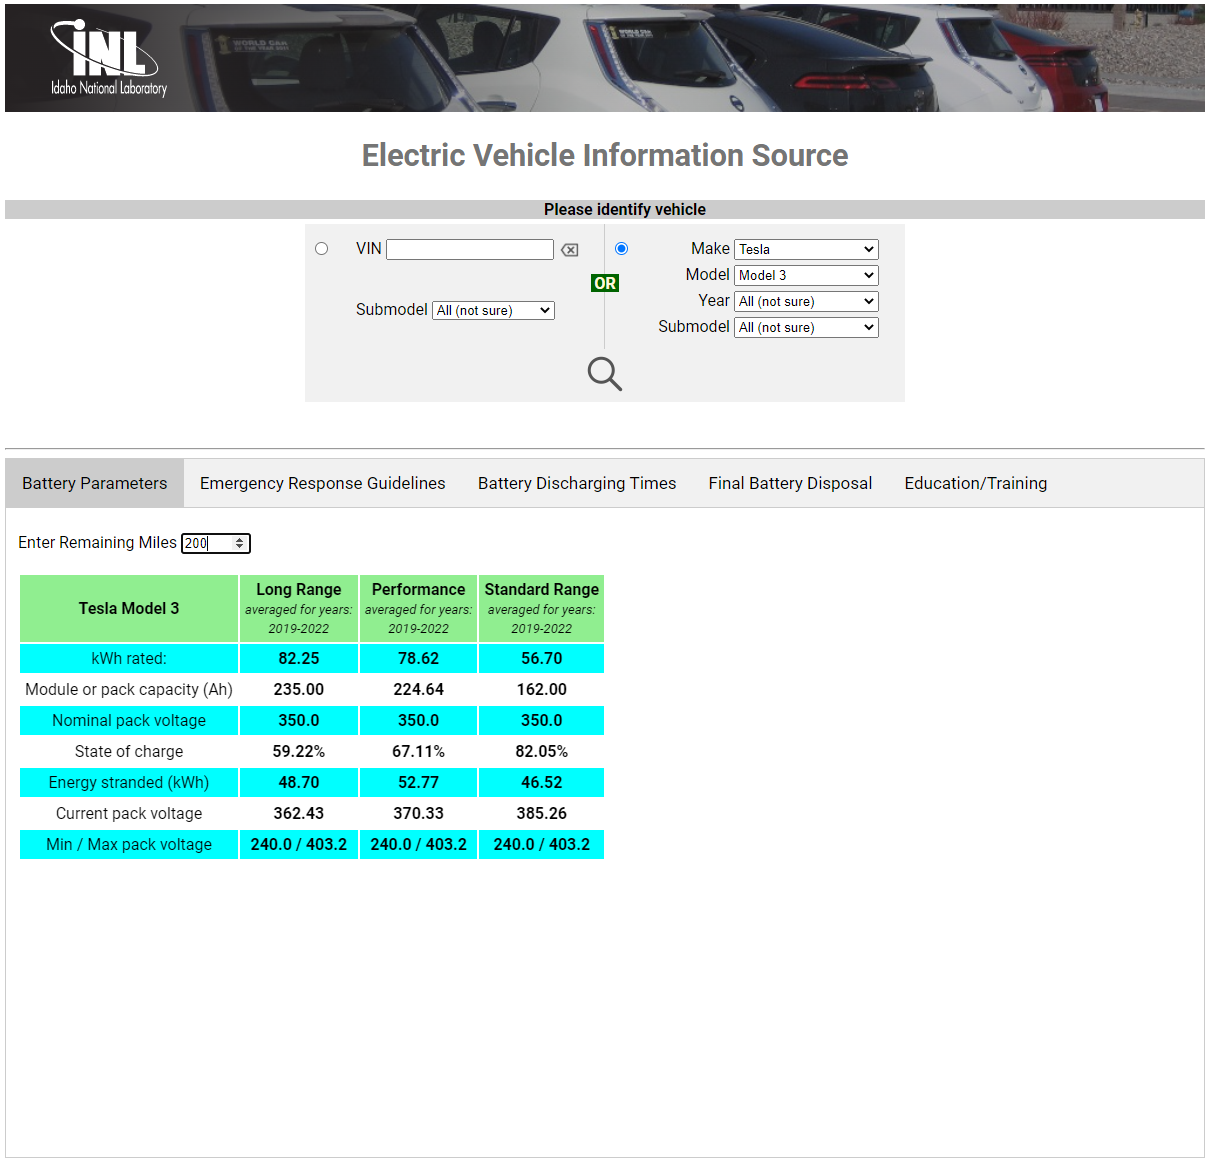 INL
Idaho National Laboratory
Electric Vehicle Information Source
Please identify vehicle
VIN
Make Tesla
Model Model 3
OR
Year All (not sure)
Submodel All (not sure)
Submodel All (not sure)
Battery Parameters Emergency Response Guidelines Battery Discharging Times Final Battery Disposal Education/Training
Enter Remaining Miles 200
Tesla Model 3 Long Range Performance Standard Range
averaged for years: averaged for years: averaged for years:
2019-2022 2019-2022 2019-2022
kWh rated: 82.25 78.62 56.70
Module or pack capacity (Ah) 235.00 224.64 162.00
Nominal pack voltage 350.0 350.0 350.0
State of charge 59.22% 67.11% 82.05%
Energy stranded (kWh) 48.70 52.77 46.52
Current pack voltage 362.43 370.33 385.26
Min / Max pack voltage 240.0 / 403.2 240.0 / 403.2 240.0 / 403.2